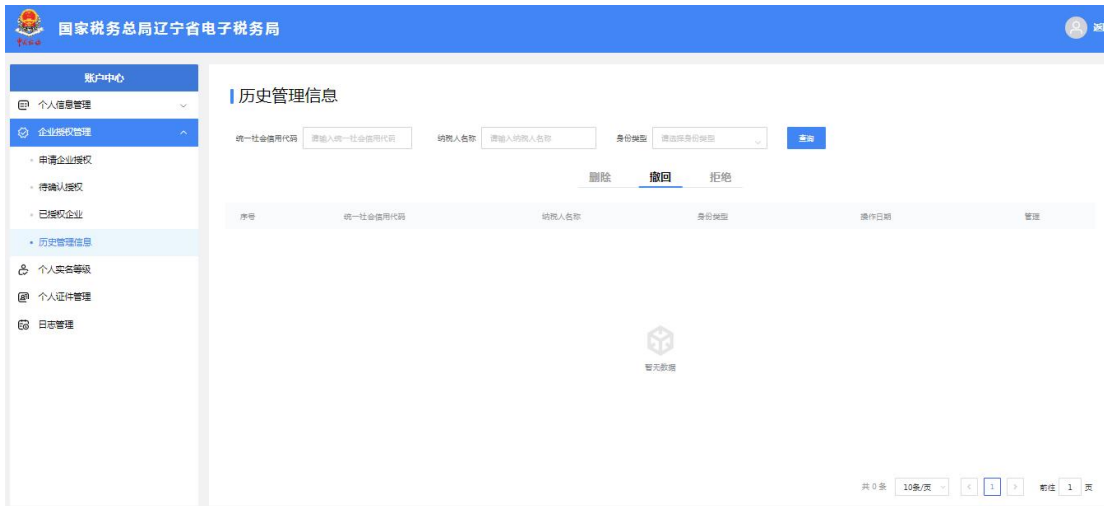 国家税务总局辽宁省电子税务局
账户中心
个人信息管理
企业授权管理
申请企业授权
待确认授权
已授权企业
历史管理信息
个人实名等级
个人证件管理
日志管理
历史管理信息
统一社会信用代码 请输入统一社会信用代码 纳税人名称 请输入纳税人名称 身份类型 请选择身份类型 查询
删除 撤回 拒绝
序号 统一社会信用代码 纳税人名称 身份类型 操作日期 管理
暂无数据
共 0 条 10条/页 1 前往 1 页